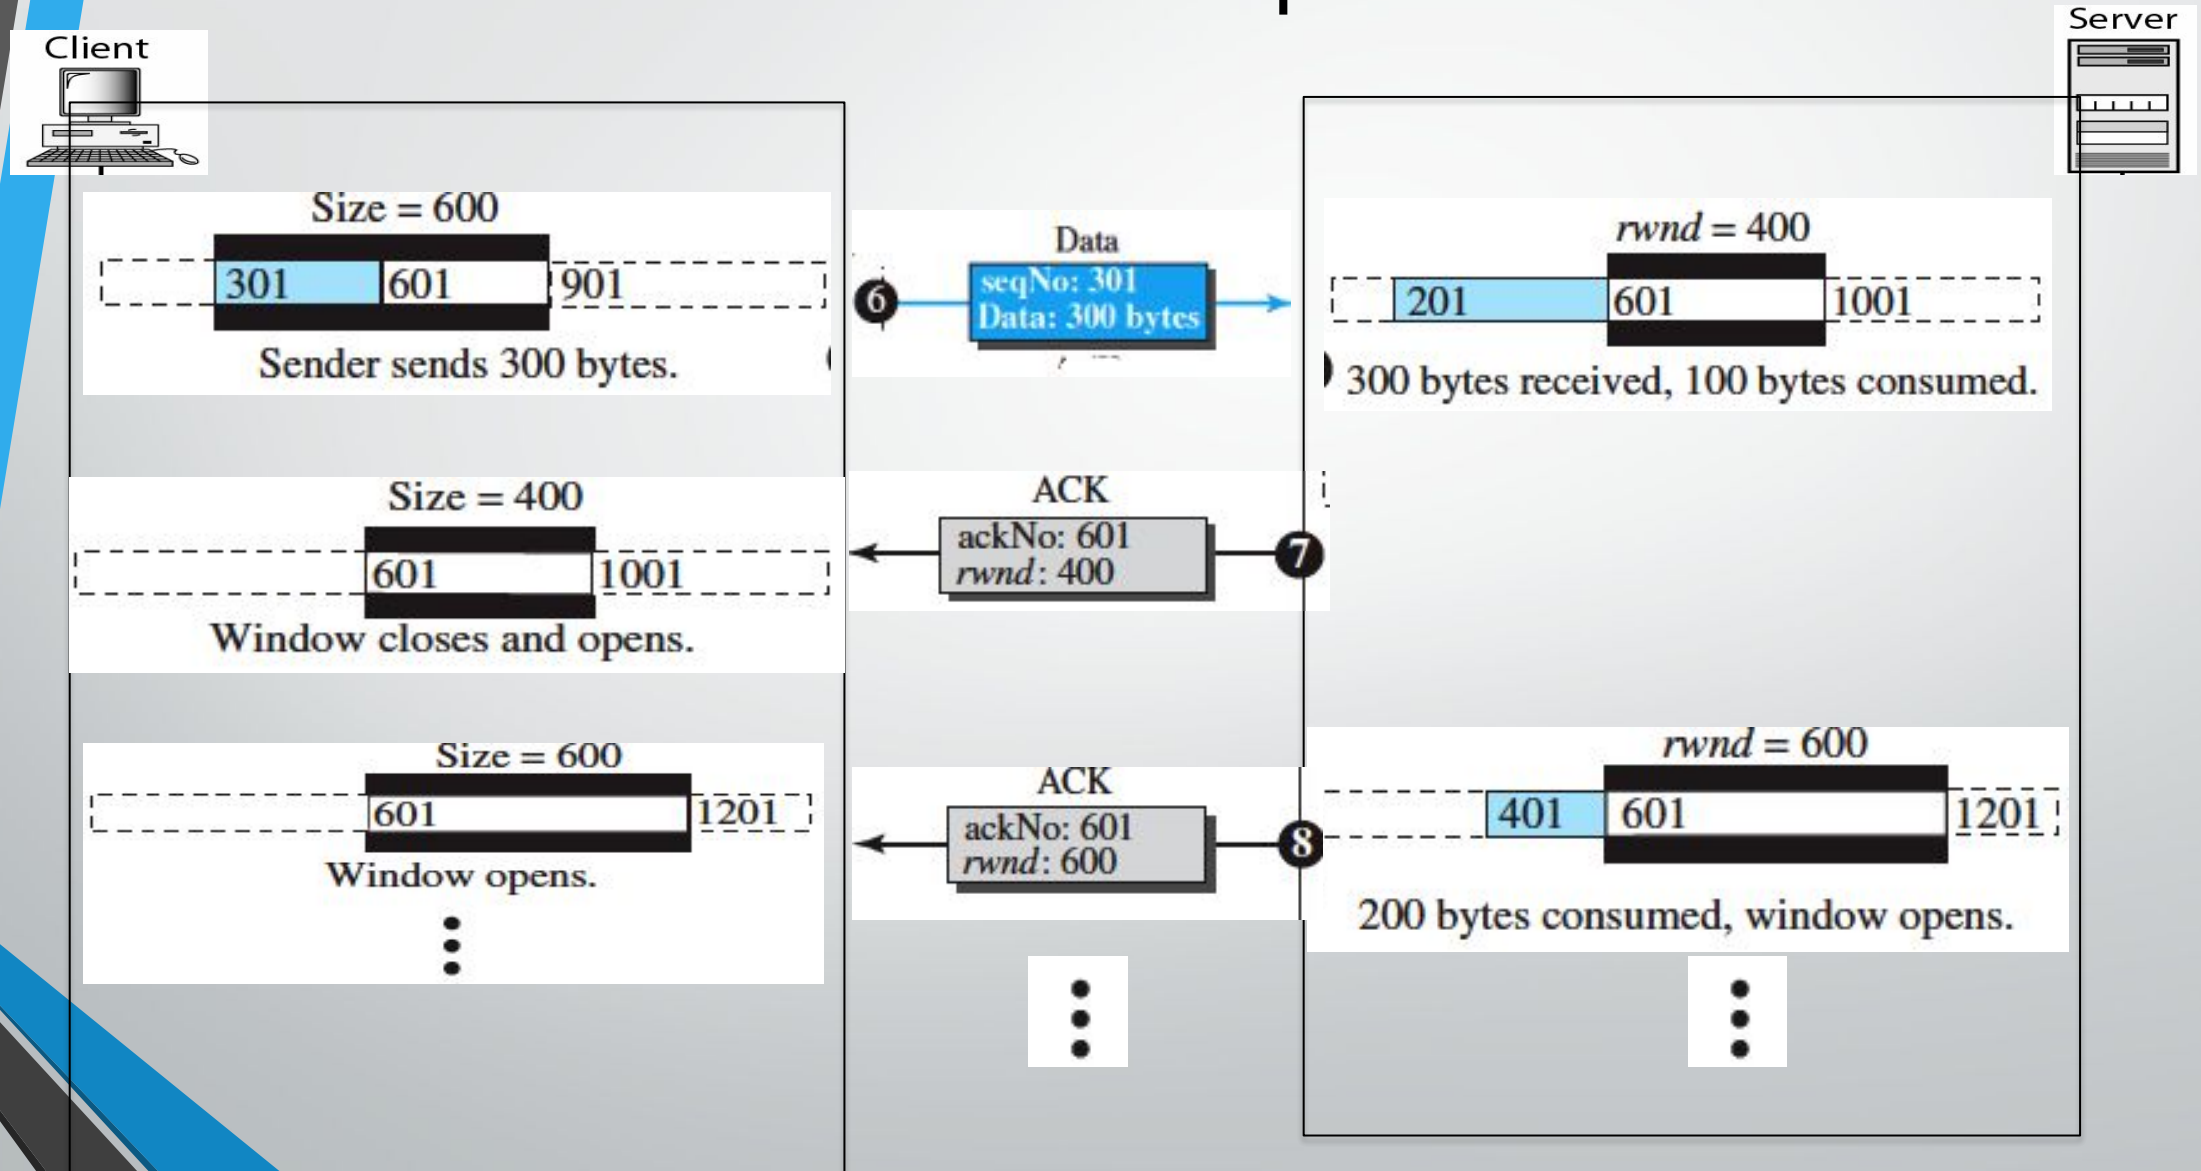 Client
Server
Size = 600
301
601
901
Sender sends 300 bytes.
6
Data
seqNo: 301
Data: 300 bytes
rwnd = 400
201
601
1001
300 bytes received, 100 bytes consumed.
Size = 400
601
1001
Window closes and opens.
ACK
ackNo: 601
rwnd: 400
7
Size = 600
601
1201
Window opens.
ACK
ackNo: 601
rwnd: 600
8
rwnd = 600
401
601
1201
200 bytes consumed, window opens.